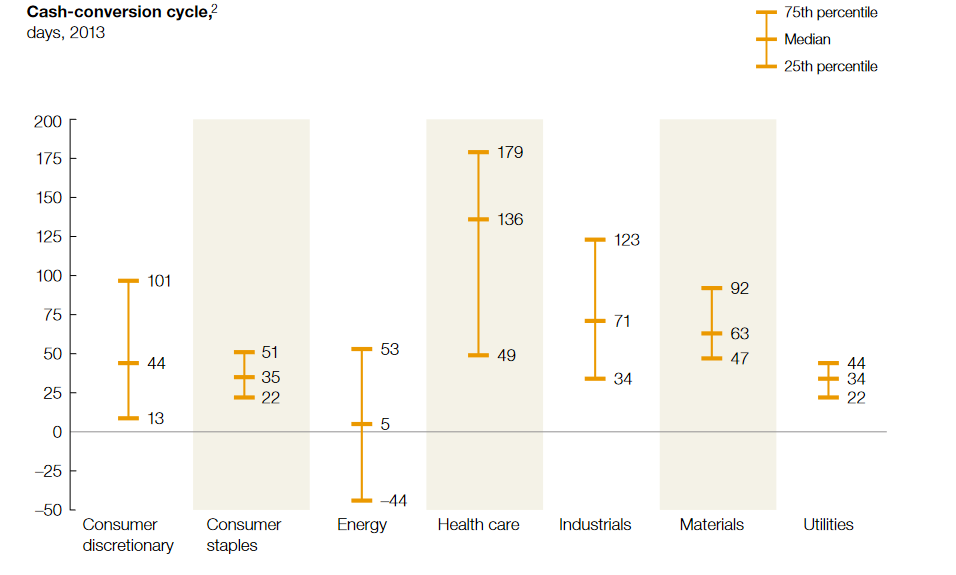 Cash-conversion cycle,2
days, 2013
75th percentile
Median
25th percentile
200
175
150
125
100
75
50
25
0
–25
–50
101
44
13
51
35
22
53
5
–44
179
136
49
123
71
34
92
63
47
44
34
22
Consumer
discretionary
Consumer
staples
Energy
Health care
Industrials
Materials
Utilities